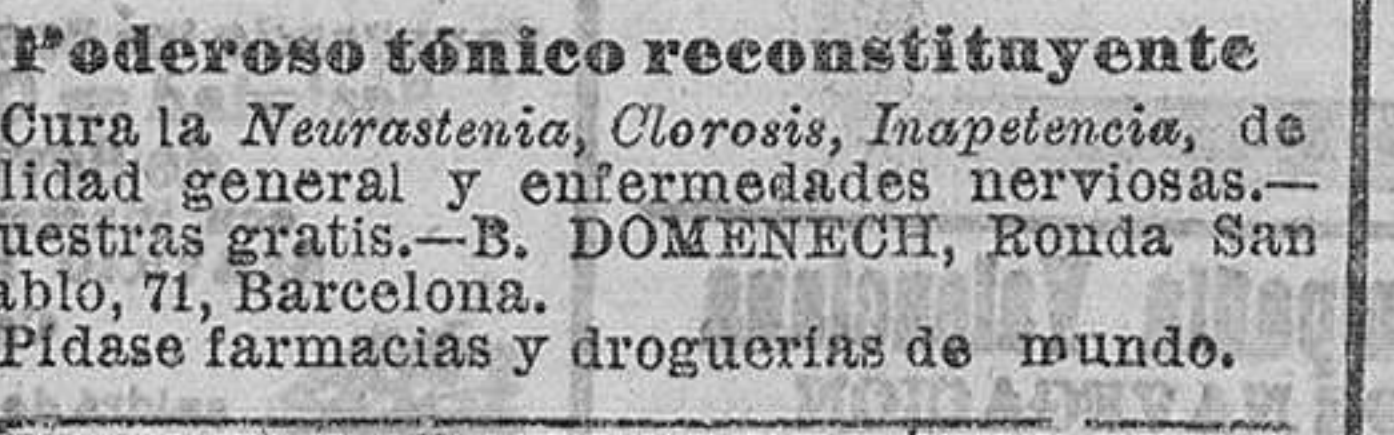 Poderoso tónico reconstituyente
Cura la Neurastenia, Clorosis, Inapetencia, de
lidad general y enfermedades nerviosas.—
uestras gratis.—B. DOMENECH, Ronda San
ablo, 71, Barcelona.
Pídase farmacias y droguerías de mundo.